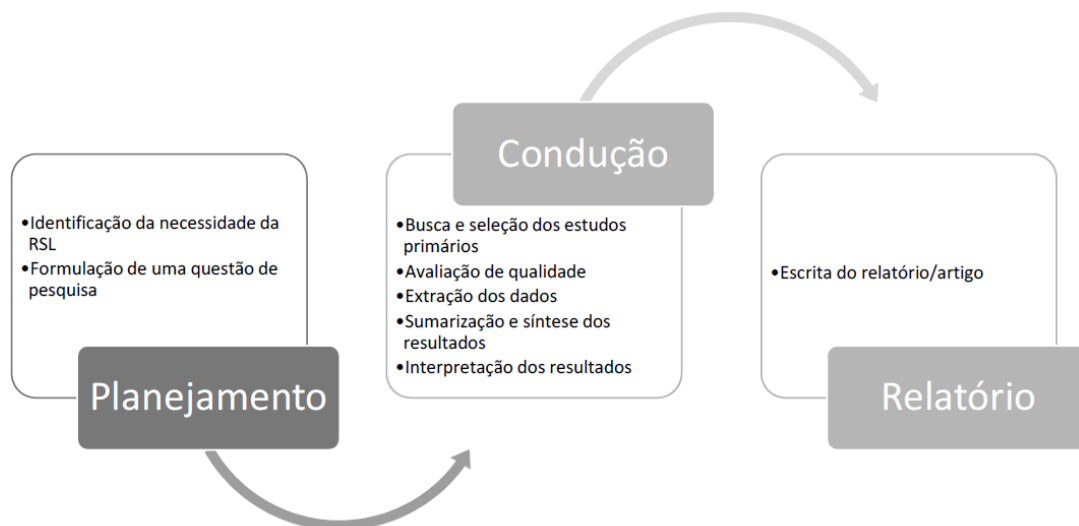 •Identificação da necessidade da
RSL
•Formulação de uma questão de
pesquisa
Planejamento
Condução
•Busca e seleção dos estudos
primários
•Avaliação de qualidade
•Extração dos dados
•Sumarização e síntese dos
resultados
•Interpretação dos resultados
•Escrita do relatório/artigo
Relatório